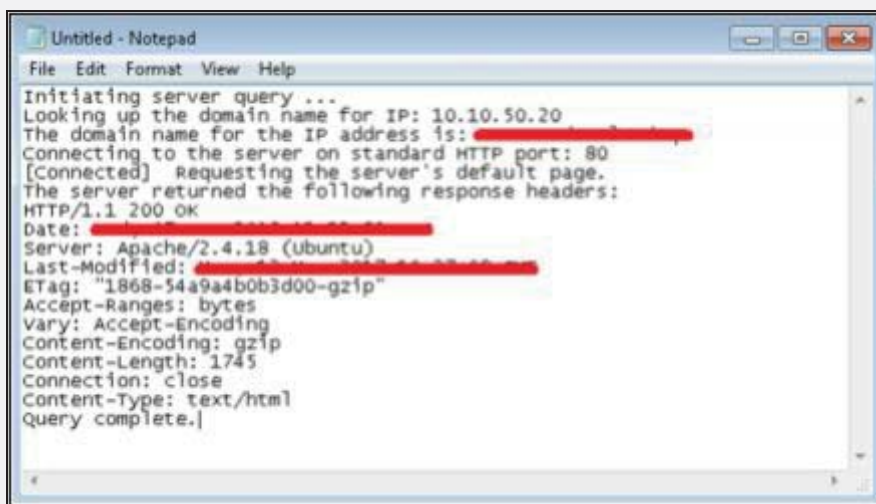 Untitled - Notepad
File Edit Format View Help
Initiating server query ...
Looking up the domain name for IP: 10.10.50.20
The domain name for the IP address is:
Connecting to the server on standard HTTP port: 80
[Connected] Requesting the server's default page.
The server returned the following response headers:
HTTP/1.1 200 OK
Date:
Server: Apache/2.4.18 (Ubuntu)
Last-Modified:
ETag: "1868-54a9a4b0b3d00-gzip"
Accept-Ranges: bytes
Vary: Accept-Encoding
Content-Encoding: gzip
Content-Length: 1745
Connection: close
Content-Type: text/html
Query complete.